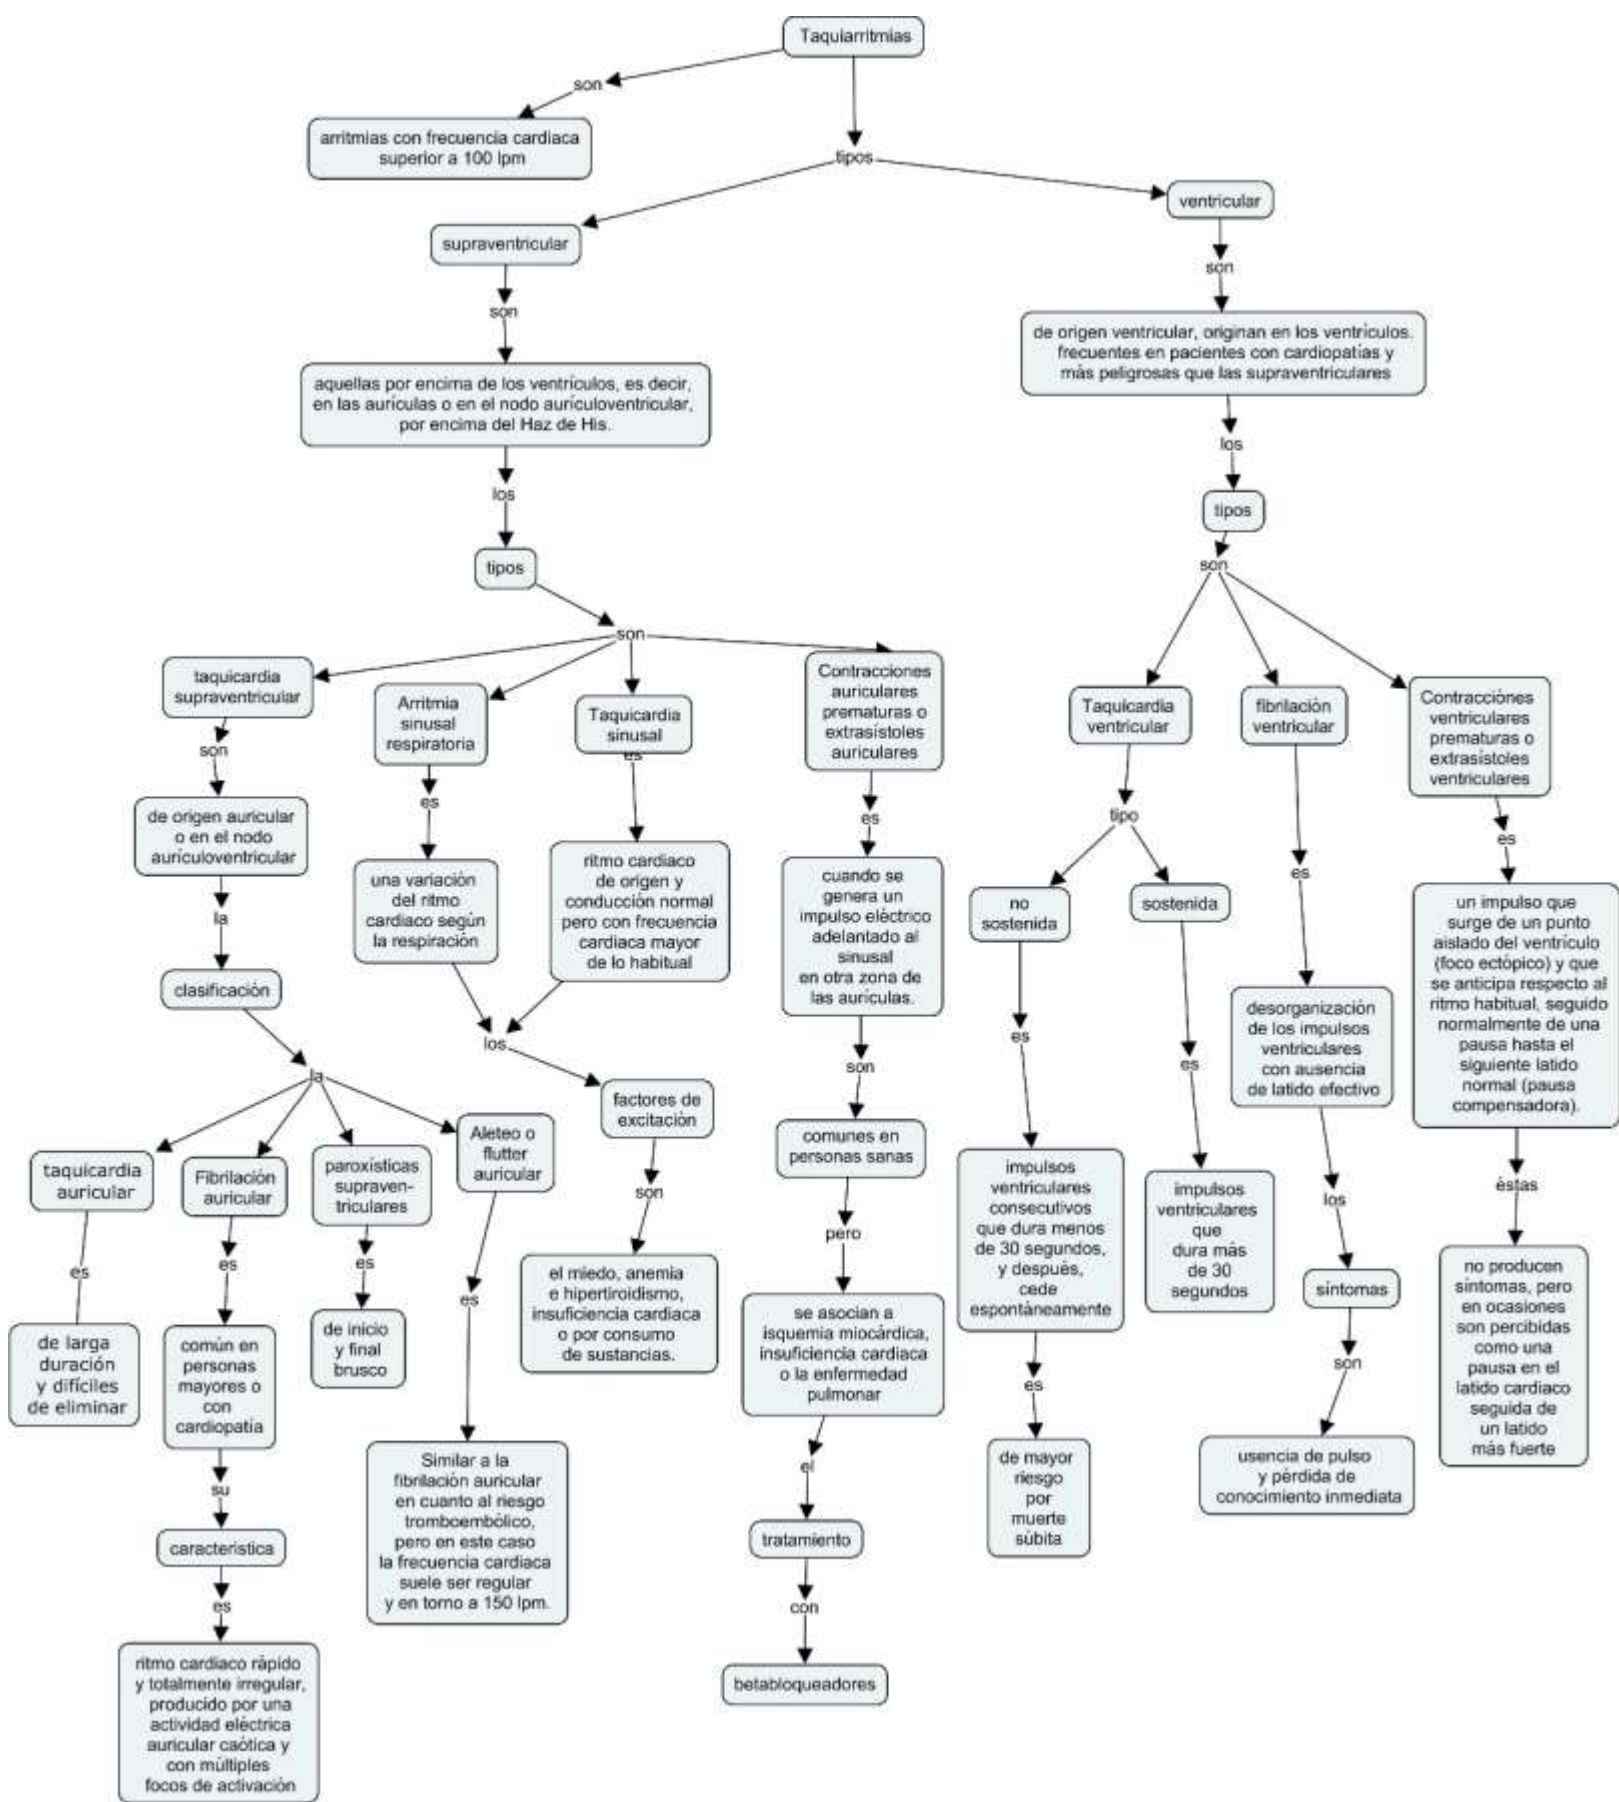 Taquiarritmias
son
arritmias con frecuencia cardiaca
superior a 100 lpm
tipos
supraventricular
son
aquellas por encima de los ventrículos, es decir,
en las aurículas o en el nodo aurículoventricular,
por encima del Haz de His.
los
tipos
son
taquicardia
supraventricular
son
de origen auricular
o en el nodo
aurículoventricular
la
clasificación
la
taquicardia
auricular
es
de larga
duración
y difíciles
de eliminar
Fibrilación
auricular
es
común en
personas
mayores o
con
cardiopatía
su
caracteristica
es
ritmo cardiaco rápido
y totalmente irregular,
producido por una
actividad eléctrica
auricular caótica y
con múltiples
focos de activación
paroxísticas
supraven-
triculares
es
de inicio
y final
brusco
Aleteo o
flutter
auricular
es
Similar a la
fibrilación auricular
en cuanto al riesgo
tromboembólico,
pero en este caso
la frecuencia cardiaca
suele ser regular
y en torno a 150 lpm.
Arritmia
sinusal
respiratoria
es
una variación
del ritmo
cardiaco según
la respiración
Taquicardia
sinusal
es
ritmo cardiaco
de origen y
conducción normal
pero con frecuencia
cardiaca mayor
de lo habitual
los
factores de
excitación
son
el miedo, anemia
e hipertiroidismo,
insuficiencia cardiaca
o por consumo
de sustancias.
Contracciones
auriculares
prematuras o
extrasístoles
auriculares
es
cuando se
genera un
impulso eléctrico
adelantado al
sinusal
en otra zona de
las aurículas.
son
comunes en
personas sanas
pero
se asocian a
isquemia miocárdica,
insuficiencia cardiaca
o la enfermedad
pulmonar
el
tratamiento
con
betabloqueadores
ventricular
son
de origen ventricular, originan en los ventrículos.
frecuentes en pacientes con cardiopatías y
más peligrosas que las supraventriculares
los
tipos
son
Taquicardia
ventricular
tipo
no
sostenida
es
impulsos
ventriculares
consecutivos
que dura menos
de 30 segundos,
y después,
cede
espontáneamente
es
de mayor
riesgo
por
muerte
súbita
sostenida
es
impulsos
ventriculares
que
dura más
de 30
segundos
fibrilación
ventricular
es
desorganización
de los impulsos
ventriculares
con ausencia
de latido efectivo
los
síntomas
son
usencia de pulso
y pérdida de
conocimiento inmediata
Contracciónes
ventriculares
prematuras o
extrasístoles
ventriculares
es
un impulso que
surge de un punto
aislado del ventrículo
(foco ectópico) y que
se anticipa respecto al
ritmo habitual, seguido
normalmente de una
pausa hasta el
siguiente latido
normal (pausa
compensadora).
éstas
no producen
síntomas, pero
en ocasiones
son percibidas
como una
pausa en el
latido cardiaco
seguida de
un latido
más fuerte